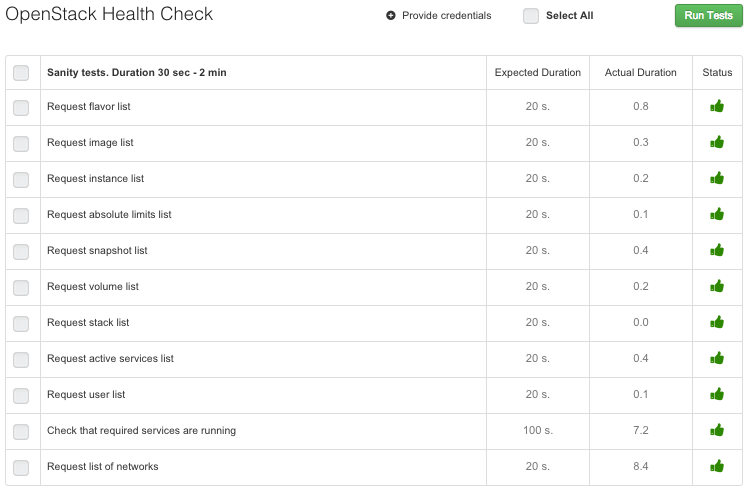 OpenStack Health Check Provide credentials Select All Run Tests
Sanity tests. Duration 30 sec - 2 min Expected Duration Actual Duration Status
Request flavor list 20 s. 0.8
Request image list 20 s. 0.3
Request instance list 20 s. 0.2
Request absolute limits list 20 s. 0.1
Request snapshot list 20 s. 0.4
Request volume list 20 s. 0.2
Request stack list 20 s. 0.0
Request active services list 20 s. 0.4
Request user list 20 s. 0.1
Check that required services are running 100 s. 7.2
Request list of networks 20 s. 8.4